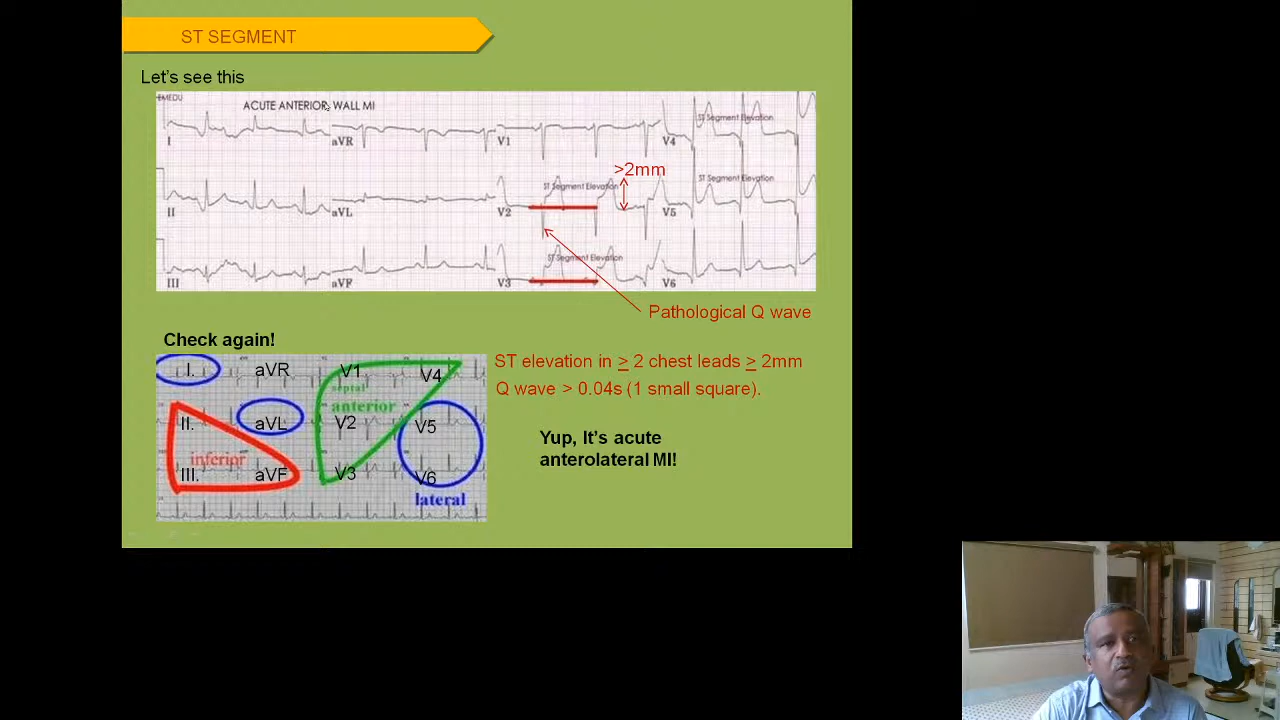 ST SEGMENT
Let's see this
EMEDU
ACUTE ANTERIOR WALL MI
I
aVR
V1
V4
ST Segment Elevation
>2mm
II
aVL
V2
ST Segment Elevation
V5
ST Segment Elevation
III
aVF
V3
ST Segment Elevation
V6
Pathological Q wave
Check again!
I.
aVR
V1
V4
septal
anterior
II.
aVL
V2
V5
inferior
III.
aVF
V3
V6
lateral
ST elevation in > 2 chest leads > 2mm
Q wave > 0.04s (1 small square).
Yup, It's acute
anterolateral MI!